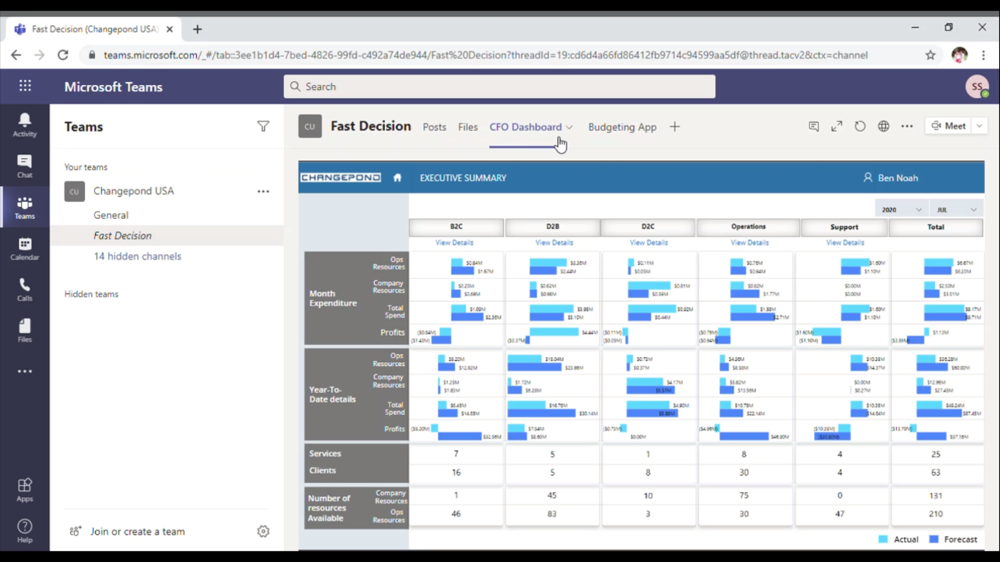 Fast Decision (Changepond USA)
teams.microsoft.com/_#/tab::3ee1b1d4-7bed-4826-99fd-c492a74de944/Fast%20Decision?threadId=19:cd6d4a66fd86412fb9714c94599aa5df@thread.tacv2&ctx=channel
Microsoft Teams
Search
SS
Activity
Chat
Teams
Calendar
Calls
Files
Apps
Help
Teams
Your teams
CU Changepond USA
General
Fast Decision
14 hidden channels
Hidden teams
Join or create a team
CU Fast Decision Posts Files CFO Dashboard Budgeting App
Meet
CHANGEPOND EXECUTIVE SUMMARY Ben Noah
2020 JUL
B2C D2B D2C Operations Support Total
View Details View Details View Details View Details View Details
Month Expenditure
Ops Resources
$0.84M $3.36M $0.11M $0.76M $1.60M $6.67M
$1.67M $2.44M $0.05M $0.94M $1.10M $6.20M
Company Resources
$0.25M $0.62M $0.81M $0.82M $0.00M $2.50M
$0.69M $0.66M $0.39M $1.77M $0.00M $3.51M
Total Spend
$1.09M $3.98M $0.92M $1.58M $1.60M $9.17M
$2.36M $3.10M $0.44M $2.71M $1.10M $9.71M
Profits
($0.84M) $4.44M ($0.11M) ($0.76M) ($1.60M) $1.13M
($1.43M) ($0.37M) ($0.05M) ($0.94M) ($1.10M) ($3.89M)
Year-To-Date details
Ops Resources
$5.20M $15.04M $0.73M $4.96M $10.35M $36.28M
$12.82M $23.86M $0.37M $8.58M $14.37M $60.00M
Company Resources
$1.25M $1.72M $4.17M $5.82M $0.00M $12.96M
$1.83M $6.28M $5.51M $13.56M $0.27M $27.45M
Total Spend
$6.45M $16.76M $4.90M $10.78M $10.35M $49.24M
$14.65M $30.14M $5.88M $22.14M $14.64M $87.45M
Profits
($5.20M) $7.54M ($0.73M) ($4.96M) ($10.35M) ($13.70M)
$32.56M $8.60M $0.00M $46.80M ($30.80M) $57.16M
Services 7 5 1 8 4 25
Clients 16 5 8 30 4 63
Number of resources Available
Company Resources 1 45 10 75 0 131
Ops Resources 46 83 3 30 47 210
Actual Forecast